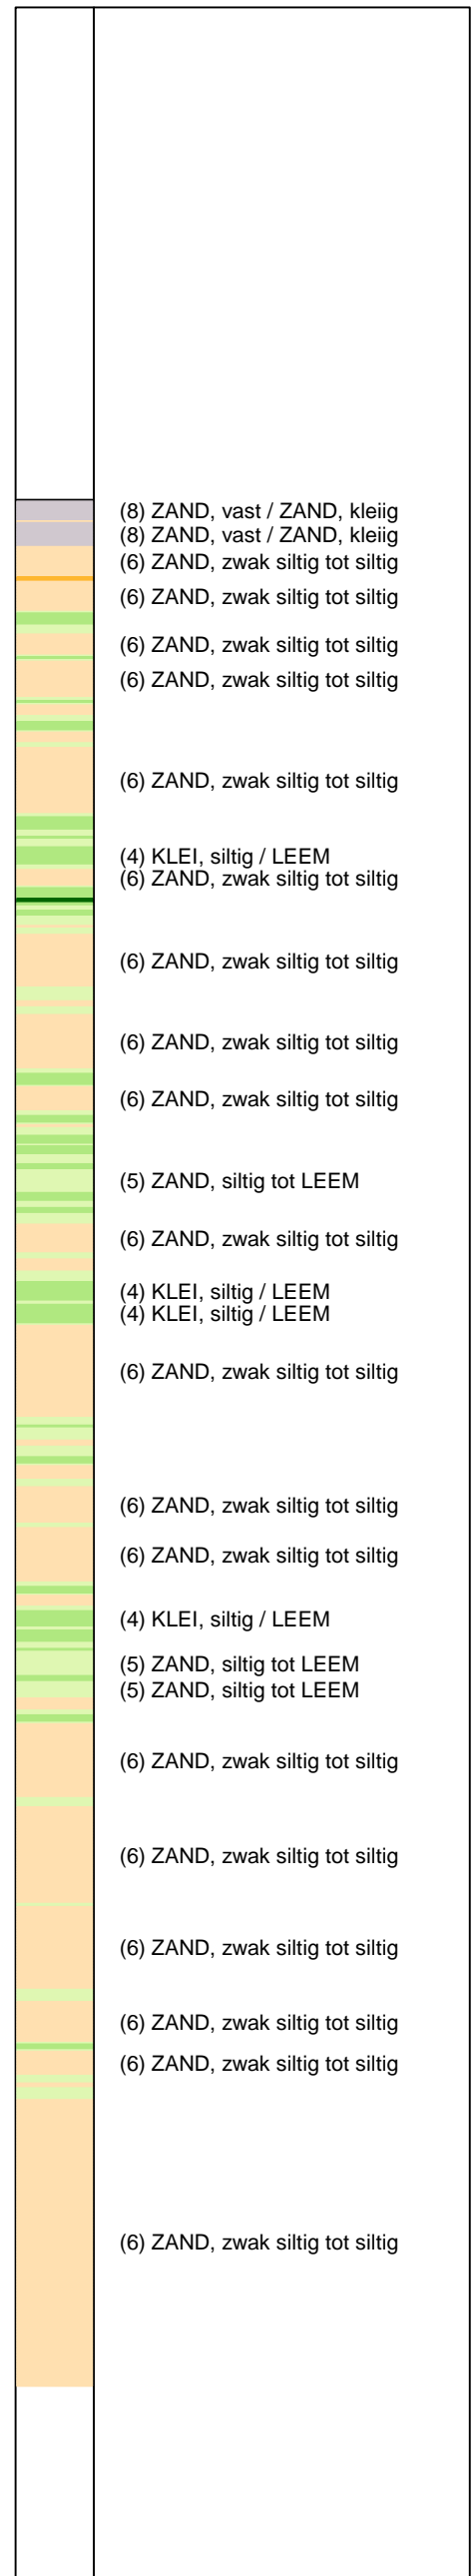 (8) ZAND, vast / ZAND, kleiig
(8) ZAND, vast / ZAND, kleiig
(6) ZAND, zwak siltig tot siltig
(6) ZAND, zwak siltig tot siltig
(6) ZAND, zwak siltig tot siltig
(6) ZAND, zwak siltig tot siltig
(6) ZAND, zwak siltig tot siltig
(4) KLEI, siltig / LEEM
(6) ZAND, zwak siltig tot siltig
(6) ZAND, zwak siltig tot siltig
(6) ZAND, zwak siltig tot siltig
(6) ZAND, zwak siltig tot siltig
(5) ZAND, siltig tot LEEM
(6) ZAND, zwak siltig tot siltig
(4) KLEI, siltig / LEEM
(4) KLEI, siltig / LEEM
(6) ZAND, zwak siltig tot siltig
(6) ZAND, zwak siltig tot siltig
(6) ZAND, zwak siltig tot siltig
(4) KLEI, siltig / LEEM
(5) ZAND, siltig tot LEEM
(5) ZAND, siltig tot LEEM
(6) ZAND, zwak siltig tot siltig
(6) ZAND, zwak siltig tot siltig
(6) ZAND, zwak siltig tot siltig
(6) ZAND, zwak siltig tot siltig
(6) ZAND, zwak siltig tot siltig
(6) ZAND, zwak siltig tot siltig